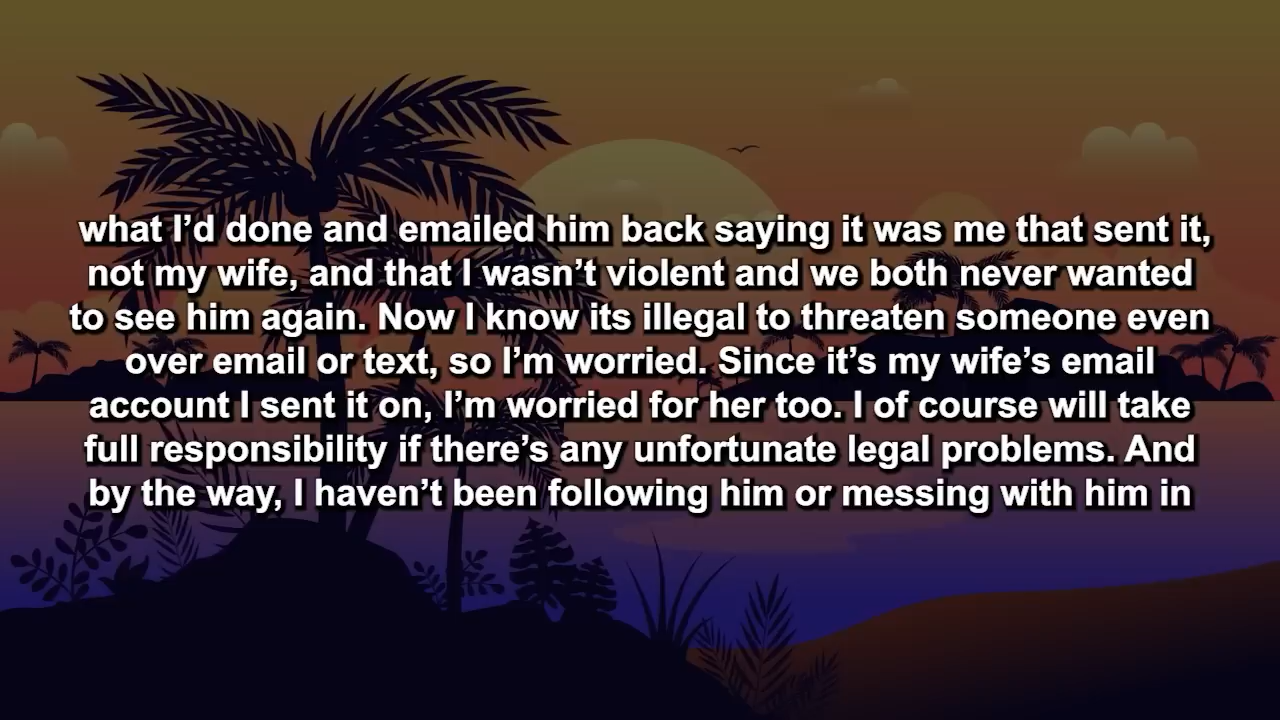 what I’d done and emailed him back saying it was me that sent it,
not my wife, and that I wasn’t violent and we both never wanted
to see him again. Now I know its illegal to threaten someone even
over email or text, so I’m worried. Since it’s my wife’s email
account I sent it on, I’m worried for her too. I of course will take
full responsibility if there’s any unfortunate legal problems. And
by the way, I haven’t been following him or messing with him in